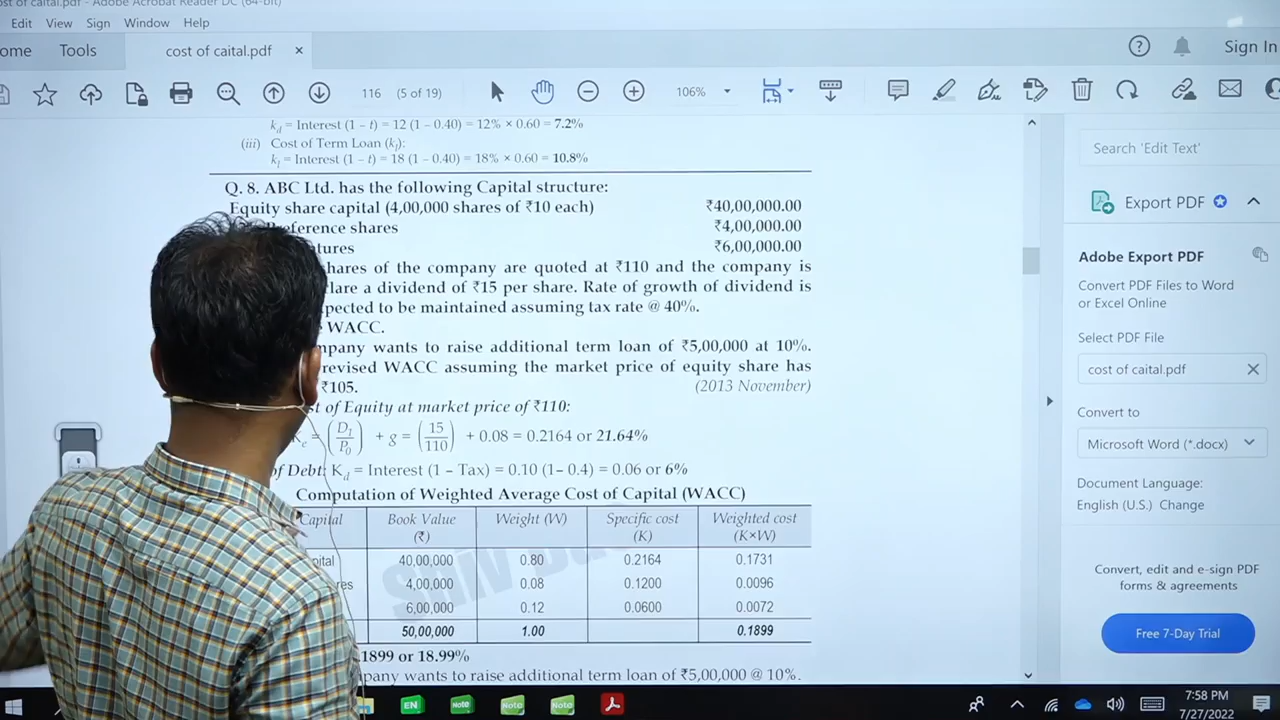 ost of caital.pdf - Adobe Acrobat Reader DC (64-bit)
Edit View Sign Window Help
ome Tools cost of caital.pdf × ? Sign In
116 (5 of 19) 106%
kd = Interest (1 – t) = 12 (1 – 0.40) = 12% × 0.60 = 7.2%
(iii) Cost of Term Loan (kl):
kl = Interest (1 – t) = 18 (1 – 0.40) = 18% × 0.60 = 10.8%
Q. 8. ABC Ltd. has the following Capital structure:
Equity share capital (4,00,000 shares of ₹10 each) ₹40,00,000.00
eference shares ₹4,00,000.00
tures ₹6,00,000.00
hares of the company are quoted at ₹110 and the company is
lare a dividend of ₹15 per share. Rate of growth of dividend is
pected to be maintained assuming tax rate @ 40%.
WACC.
mpany wants to raise additional term loan of ₹5,00,000 at 10%.
revised WACC assuming the market price of equity share has
₹105. (2013 November)
st of Equity at market price of ₹110:
Ke = (D1/P0) + g = (15/110) + 0.08 = 0.2164 or 21.64%
of Debt: Kd = Interest (1 – Tax) = 0.10 (1– 0.4) = 0.06 or 6%
Computation of Weighted Average Cost of Capital (WACC)
Capital Book Value (₹) Weight (W) Specific cost (K) Weighted cost (K×W)
pital 40,00,000 0.80 0.2164 0.1731
res 4,00,000 0.08 0.1200 0.0096
6,00,000 0.12 0.0600 0.0072
50,00,000 1.00 0.1899
1899 or 18.99%
pany wants to raise additional term loan of ₹5,00,000 @ 10%.
Search 'Edit Text'
Export PDF
Adobe Export PDF
Convert PDF Files to Word
or Excel Online
Select PDF File
cost of caital.pdf ×
Convert to
Microsoft Word (*.docx)
Document Language:
English (U.S.) Change
Convert, edit and e-sign PDF
forms & agreements
Free 7-Day Trial
EN Note Note Note
7:58 PM
7/27/2022